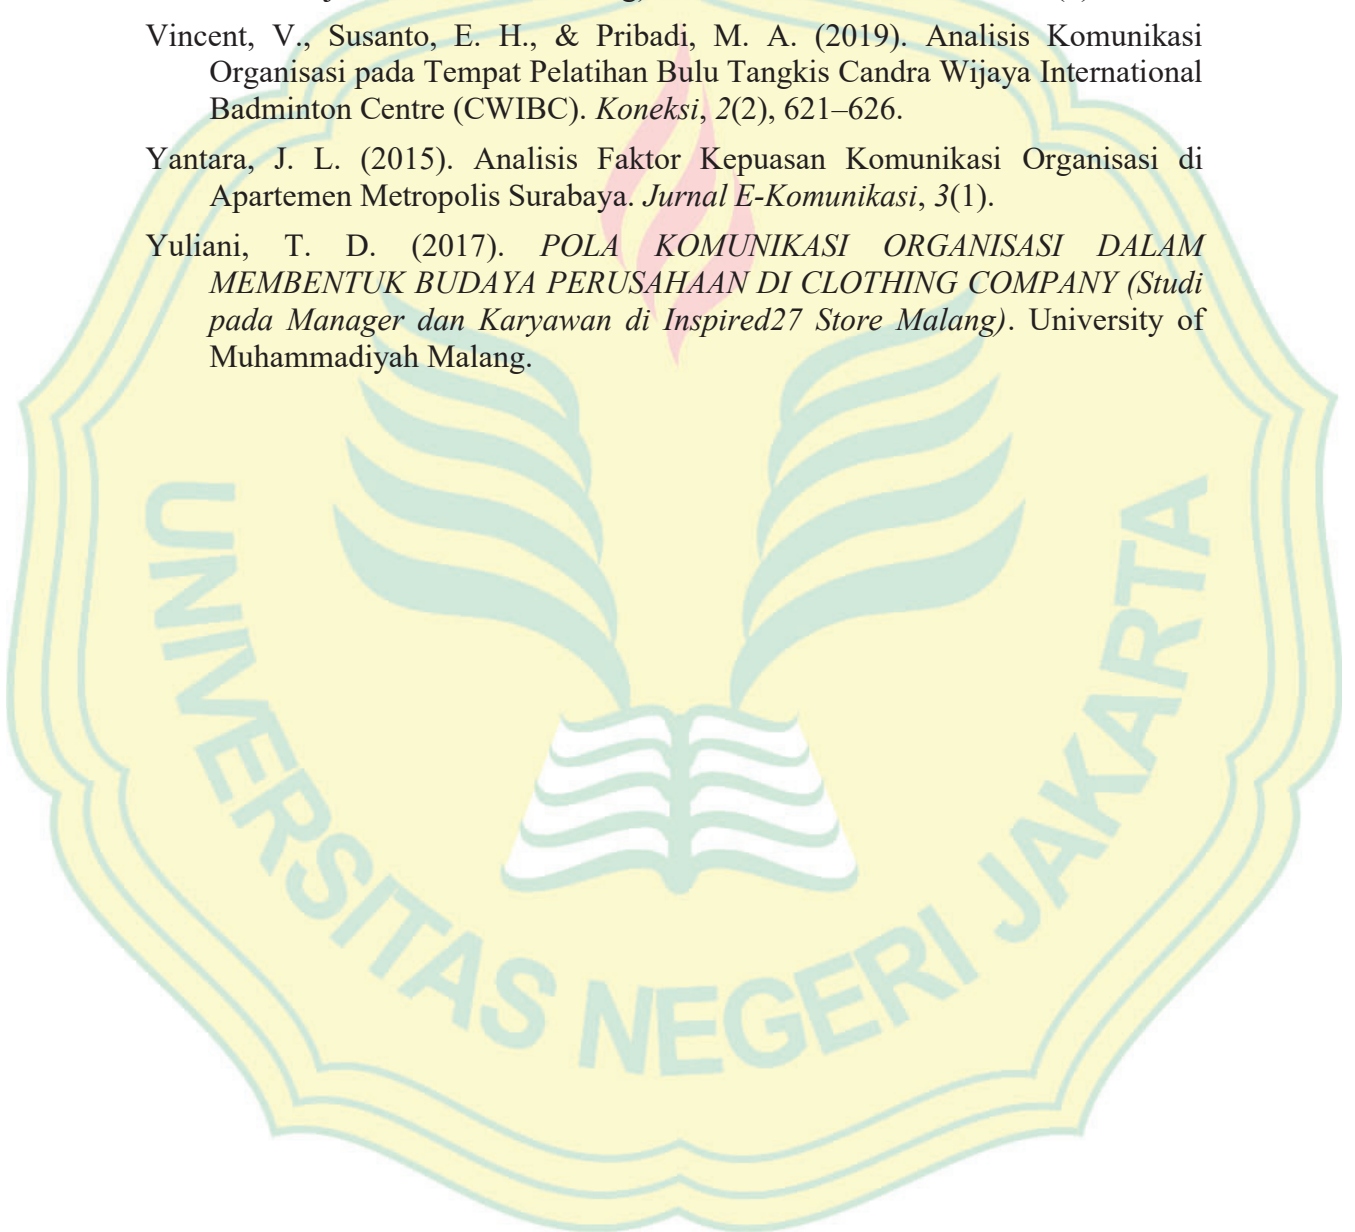 Vincent, V., Susanto, E. H., & Pribadi, M. A. (2019). Analisis Komunikasi
Organisasi pada Tempat Pelatihan Bulu Tangkis Candra Wijaya International
Badminton Centre (CWIBC). Koneksi, 2(2), 621–626.
Yantara, J. L. (2015). Analisis Faktor Kepuasan Komunikasi Organisasi di
Apartemen Metropolis Surabaya. Jurnal E-Komunikasi, 3(1).
Yuliani, T. D. (2017). POLA KOMUNIKASI ORGANISASI DALAM
MEMBENTUK BUDAYA PERUSAHAAN DI CLOTHING COMPANY (Studi
pada Manager dan Karyawan di Inspired27 Store Malang). University of
Muhammadiyah Malang.
UNIVERSITAS NEGERI JAKARTA